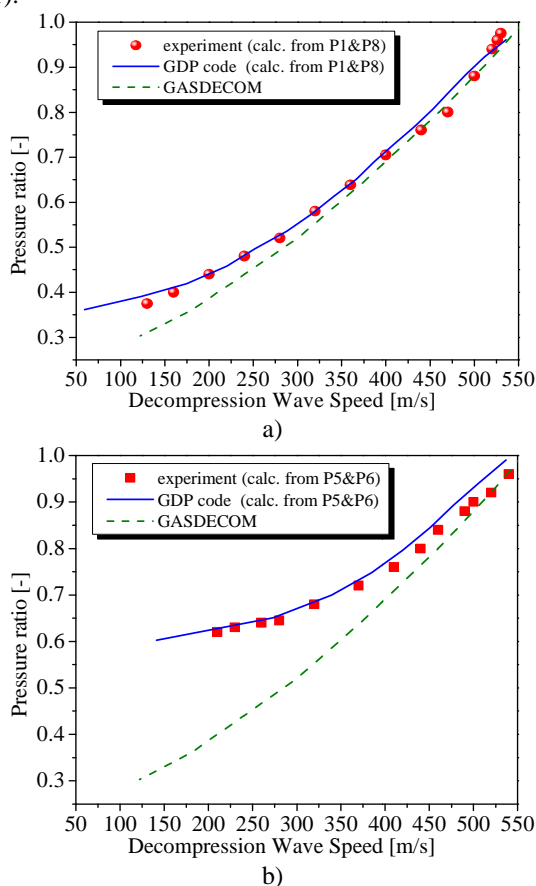 1.0
experiment (calc. from P1&P8)
GDP code  (calc. from P1&P8)
GASDECOM
0.9
0.8
0.7
0.6
0.5
0.4
0.3
Pressure ratio [-]
50 100 150 200 250 300 350 400 450 500 550
Decompression Wave Speed [m/s]
a)
1.0
experiment (calc. from P5&P6)
GDP code  (calc. from P5&P6)
GASDECOM
0.9
0.8
0.7
0.6
0.5
0.4
0.3
Pressure ratio [-]
50 100 150 200 250 300 350 400 450 500 550
Decompression Wave Speed [m/s]
b)